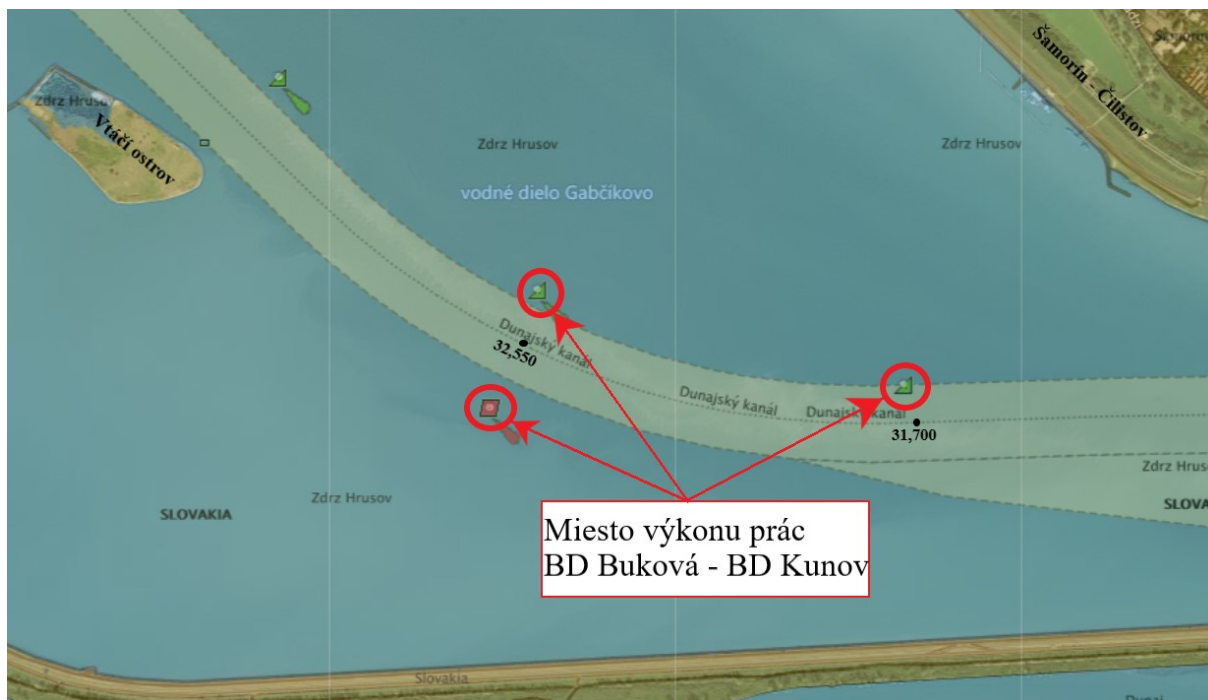 Šamorín - Čilistov
Zdrz Hrusov
Vtáčí ostrov
Zdrz Hrusov
Zdrz Hrusov
vodné dielo Gabčíkovo
Dunajský kanál
32,550
Dunajský kanál
Dunajský kanál
31,700
Zdrz Hrus
SLOVA
Zdrz Hrusov
SLOVAKIA
Miesto výkonu prác
BD Buková - BD Kunov
Slovakia
Dunaj